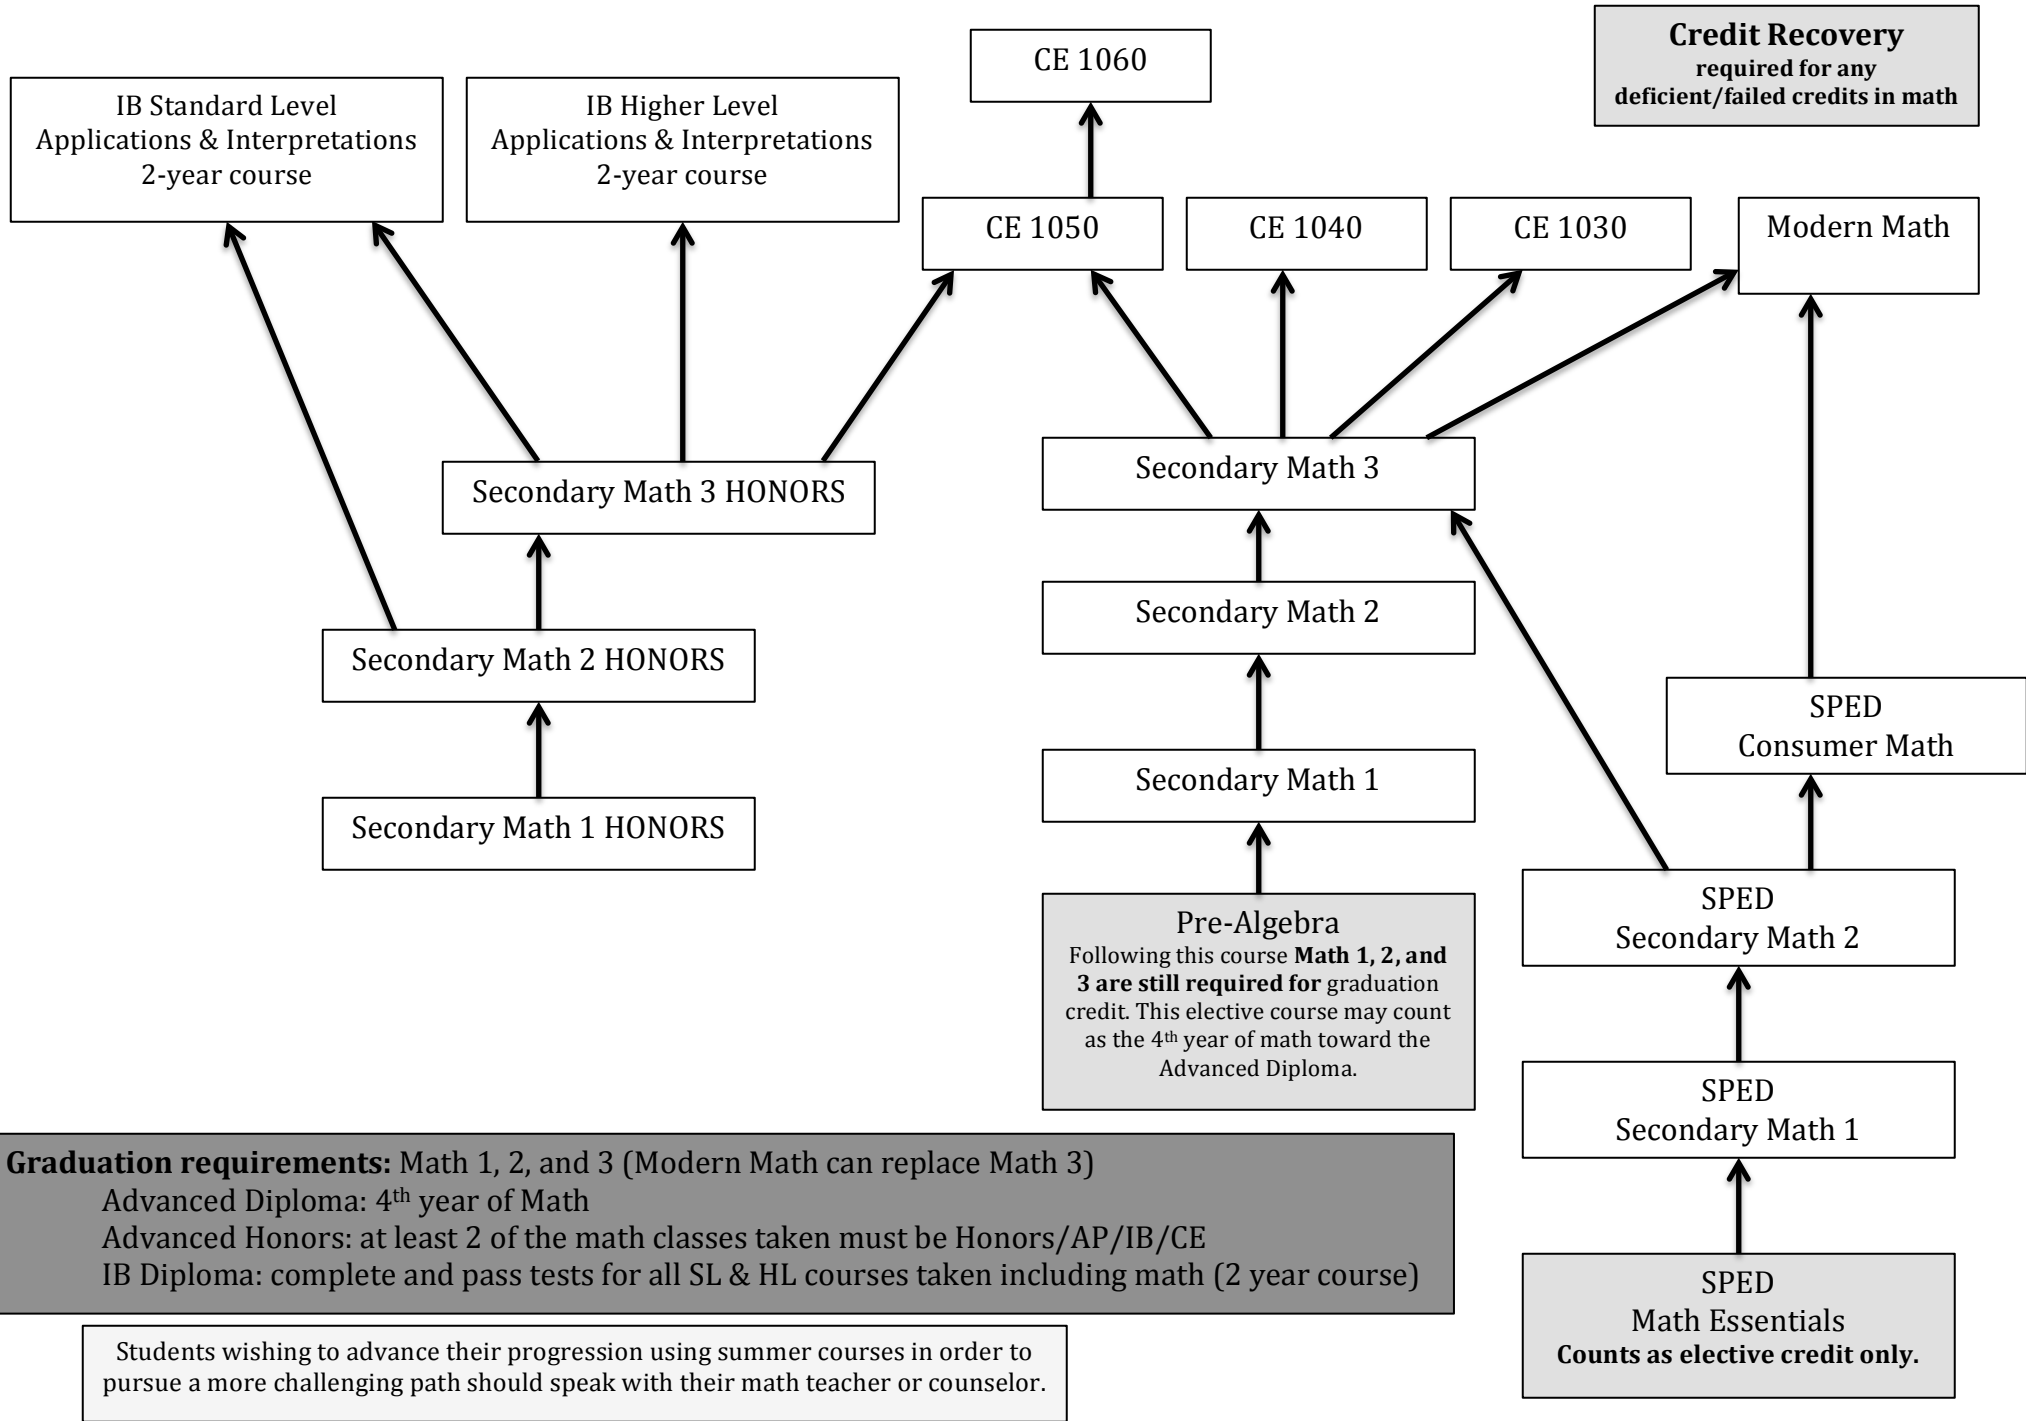 CE 1060
Credit Recovery
required for any
deficient/failed credits in math
IB Standard Level
Applications & Interpretations
2-year course
IB Higher Level
Applications & Interpretations
2-year course
CE 1050
CE 1040
CE 1030
Modern Math
Secondary Math 3
Secondary Math 3 HONORS
Secondary Math 2
Secondary Math 2 HONORS
SPED
Consumer Math
Secondary Math 1
Secondary Math 1 HONORS
Pre-Algebra
Following this course Math 1, 2, and
3 are still required for graduation
credit. This elective course may count
as the 4th year of math toward the
Advanced Diploma.
SPED
Secondary Math 2
SPED
Secondary Math 1
Graduation requirements: Math 1, 2, and 3 (Modern Math can replace Math 3)
Advanced Diploma: 4th year of Math
Advanced Honors: at least 2 of the math classes taken must be Honors/AP/IB/CE
IB Diploma: complete and pass tests for all SL & HL courses taken including math (2 year course)
SPED
Math Essentials
Counts as elective credit only.
Students wishing to advance their progression using summer courses in order to
pursue a more challenging path should speak with their math teacher or counselor.